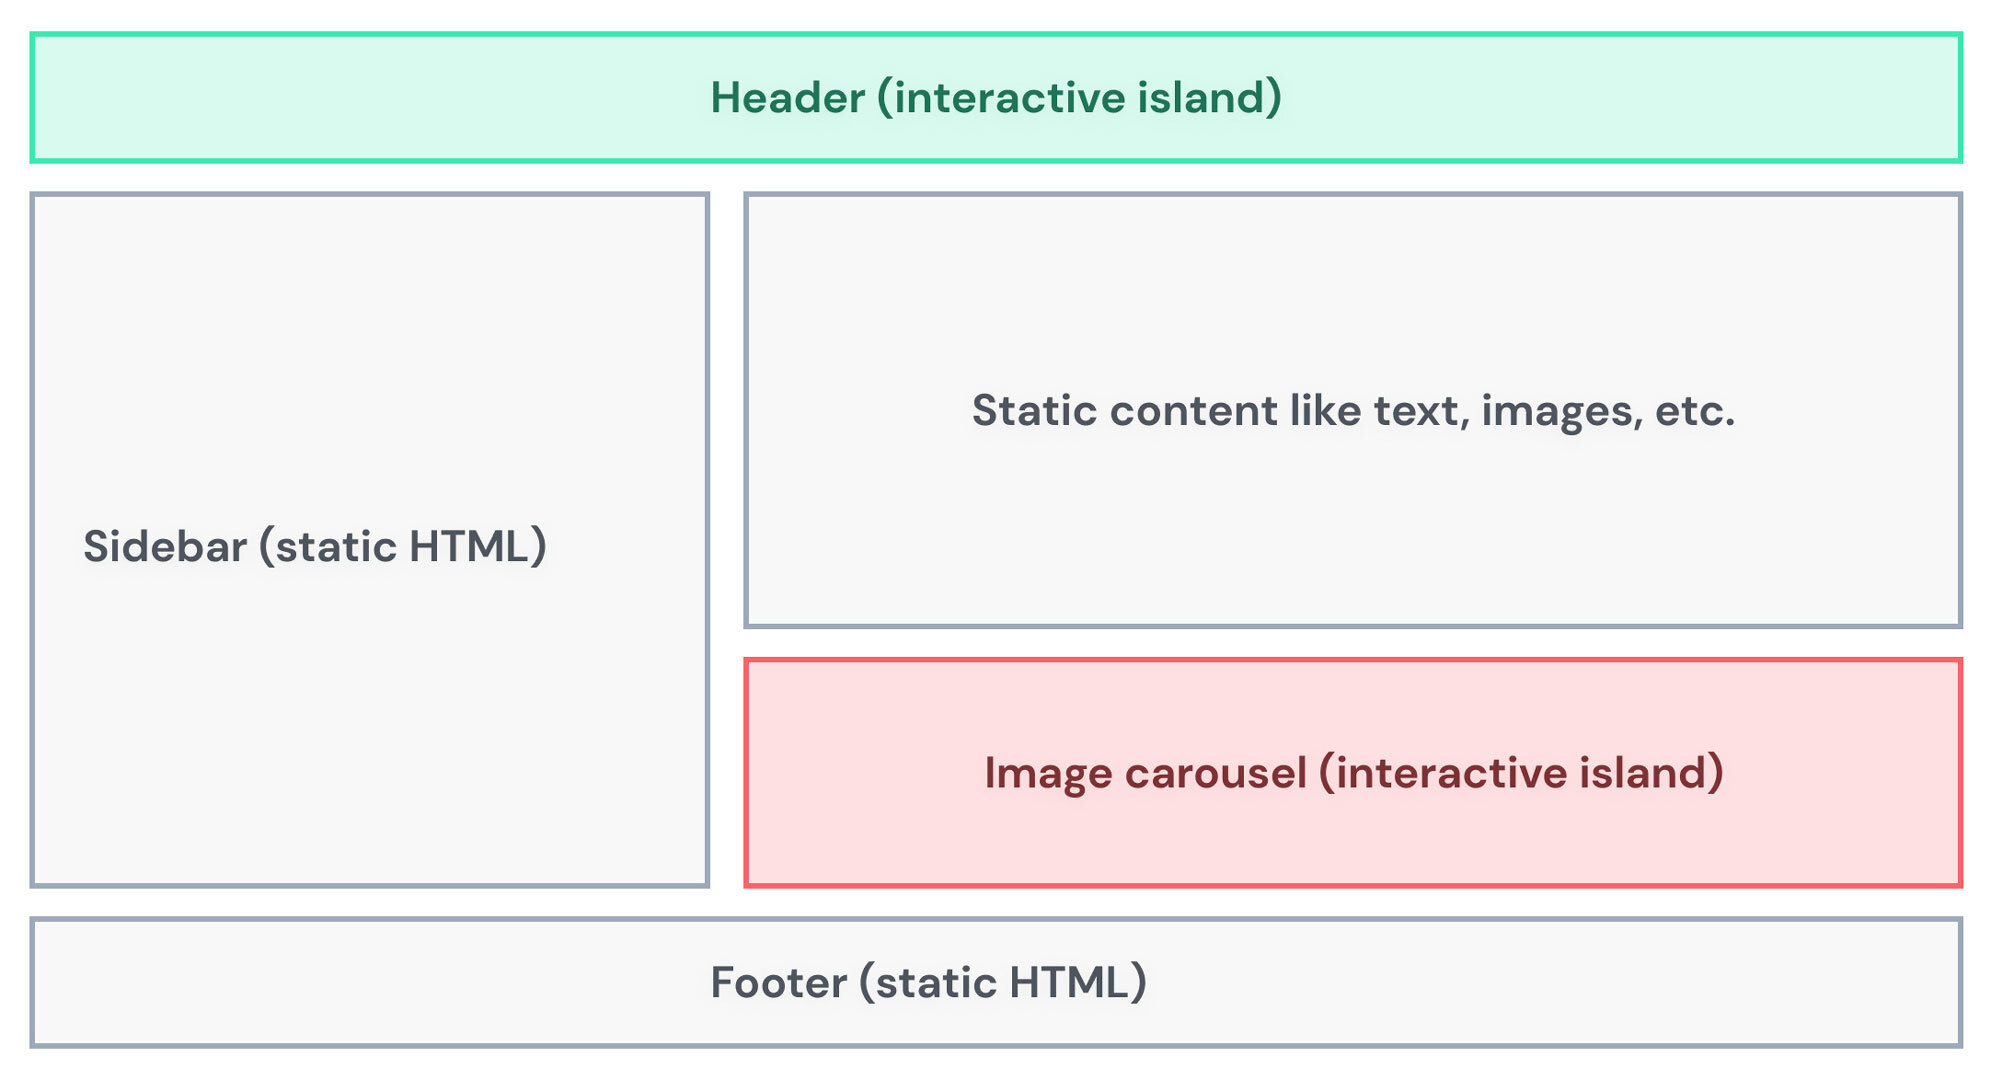 Header (interactive island)
Sidebar (static HTML)
Static content like text, images, etc.
Image carousel (interactive island)
Footer (static HTML)